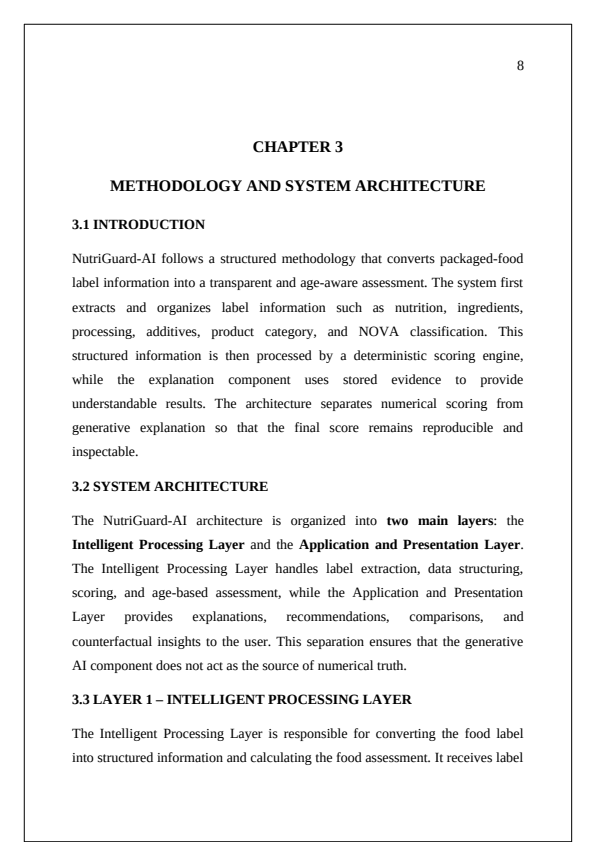 8
CHAPTER 3
METHODOLOGY AND SYSTEM ARCHITECTURE
3.1 INTRODUCTION
NutriGuard-AI follows a structured methodology that converts packaged-food
label information into a transparent and age-aware assessment. The system first
extracts and organizes label information such as nutrition, ingredients,
processing, additives, product category, and NOVA classification. This
structured information is then processed by a deterministic scoring engine,
while the explanation component uses stored evidence to provide
understandable results. The architecture separates numerical scoring from
generative explanation so that the final score remains reproducible and
inspectable.
3.2 SYSTEM ARCHITECTURE
The NutriGuard-AI architecture is organized into two main layers: the
Intelligent Processing Layer and the Application and Presentation Layer.
The Intelligent Processing Layer handles label extraction, data structuring,
scoring, and age-based assessment, while the Application and Presentation
Layer provides explanations, recommendations, comparisons, and
counterfactual insights to the user. This separation ensures that the generative
AI component does not act as the source of numerical truth.
3.3 LAYER 1 – INTELLIGENT PROCESSING LAYER
The Intelligent Processing Layer is responsible for converting the food label
into structured information and calculating the food assessment. It receives label